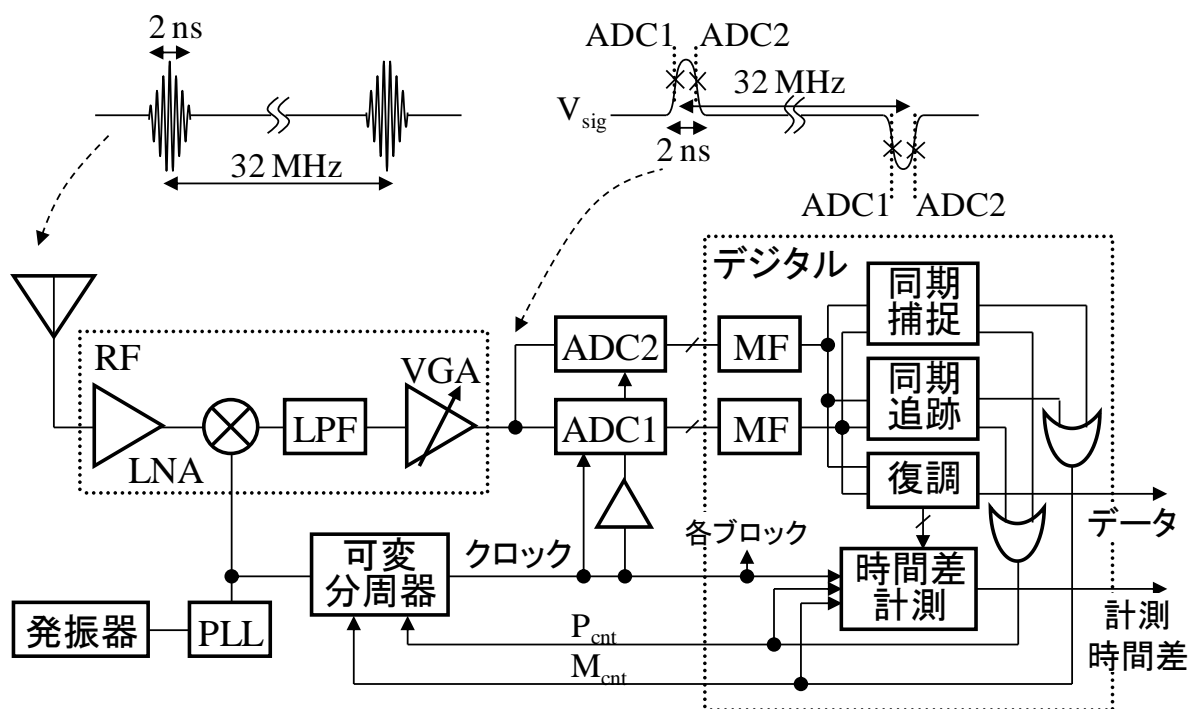 2 ns
32 MHz
ADC1
ADC2
32 MHz
Vsig
2 ns
ADC1
ADC2
デジタル
同期
捕捉
RF
VGA
ADC2
MF
同期
追跡
LPF
ADC1
MF
LNA
復調
データ
各ブロック
可変
分周器
クロック
時間差
計測
計測
時間差
発振器
PLL
Pcnt
Mcnt